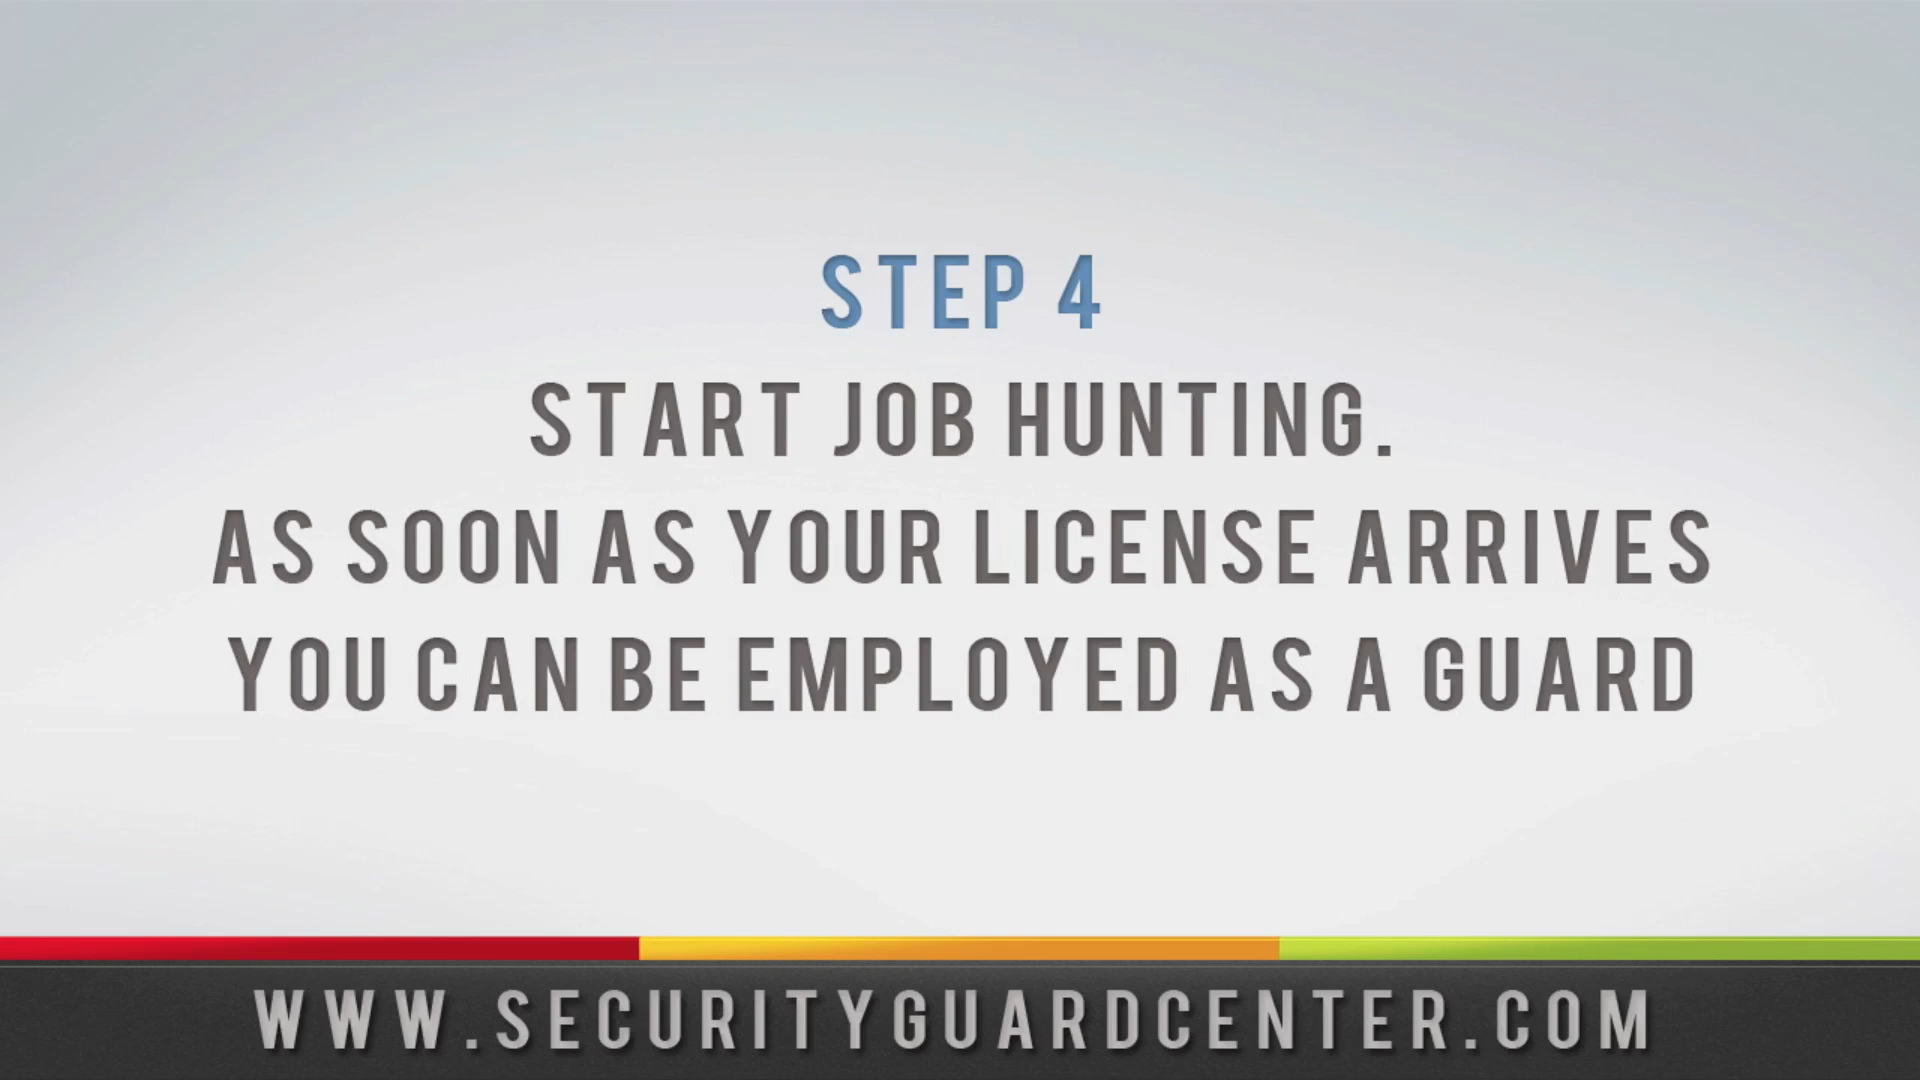 STEP 4
START JOB HUNTING.
AS SOON AS YOUR LICENSE ARRIVES
YOU CAN BE EMPLOYED AS A GUARD
WWW.SECURITYGUARDCENTER.COM